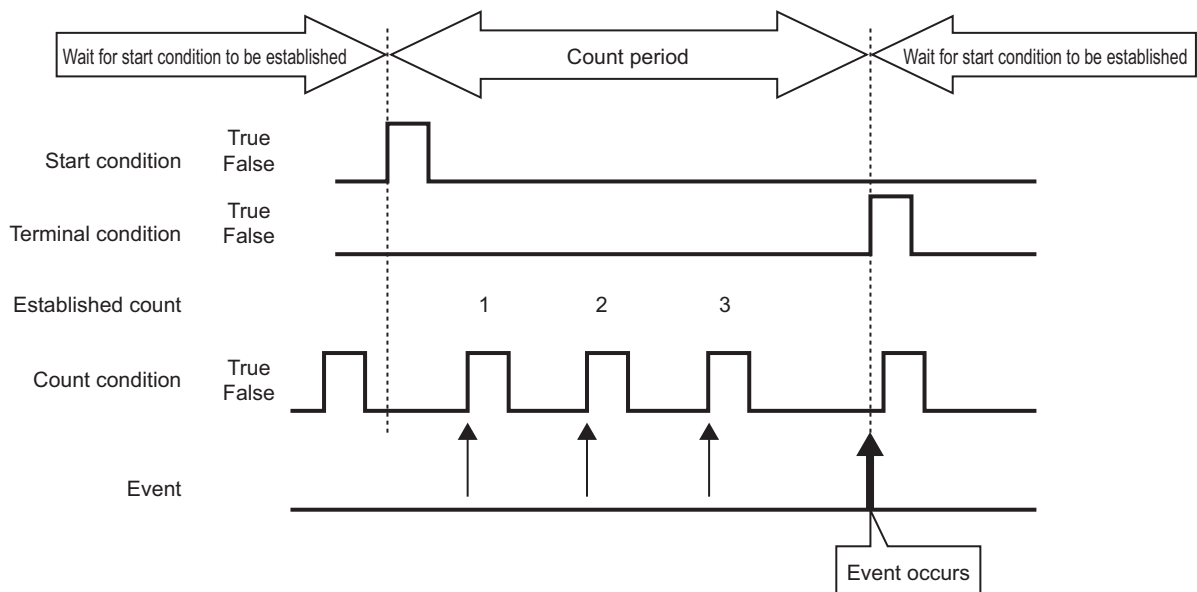 Wait for start condition to be established
Count period
Wait for start condition to be established
Start condition
True
False
Terminal condition
True
False
Established count
1
2
3
Count condition
True
False
Event
Event occurs